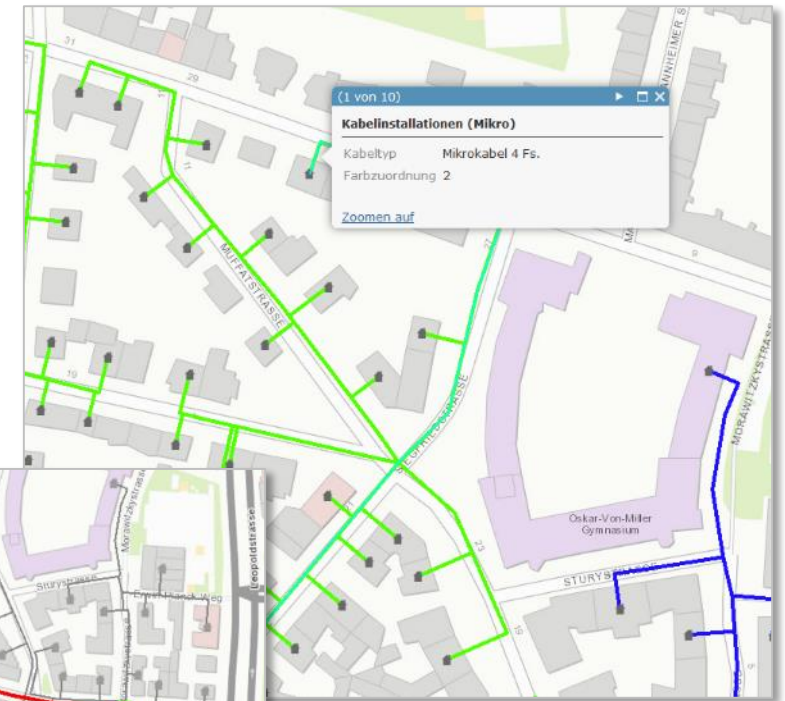 31
29
(1 von 10)
Kabelinstallationen (Mikro)
Kabeltyp Mikrokabel 4 Fs.
Farbzuordnung 2
Zoomen auf
11
27
9
MUFFATSTRASSE
19
MORAWITZKYSTRASSE
Oskar-Von-Miller
Gymnasium
23
STURYSTRASSE
19
Morawitzkystrasse
Leopoldstrasse
Sturystrasse